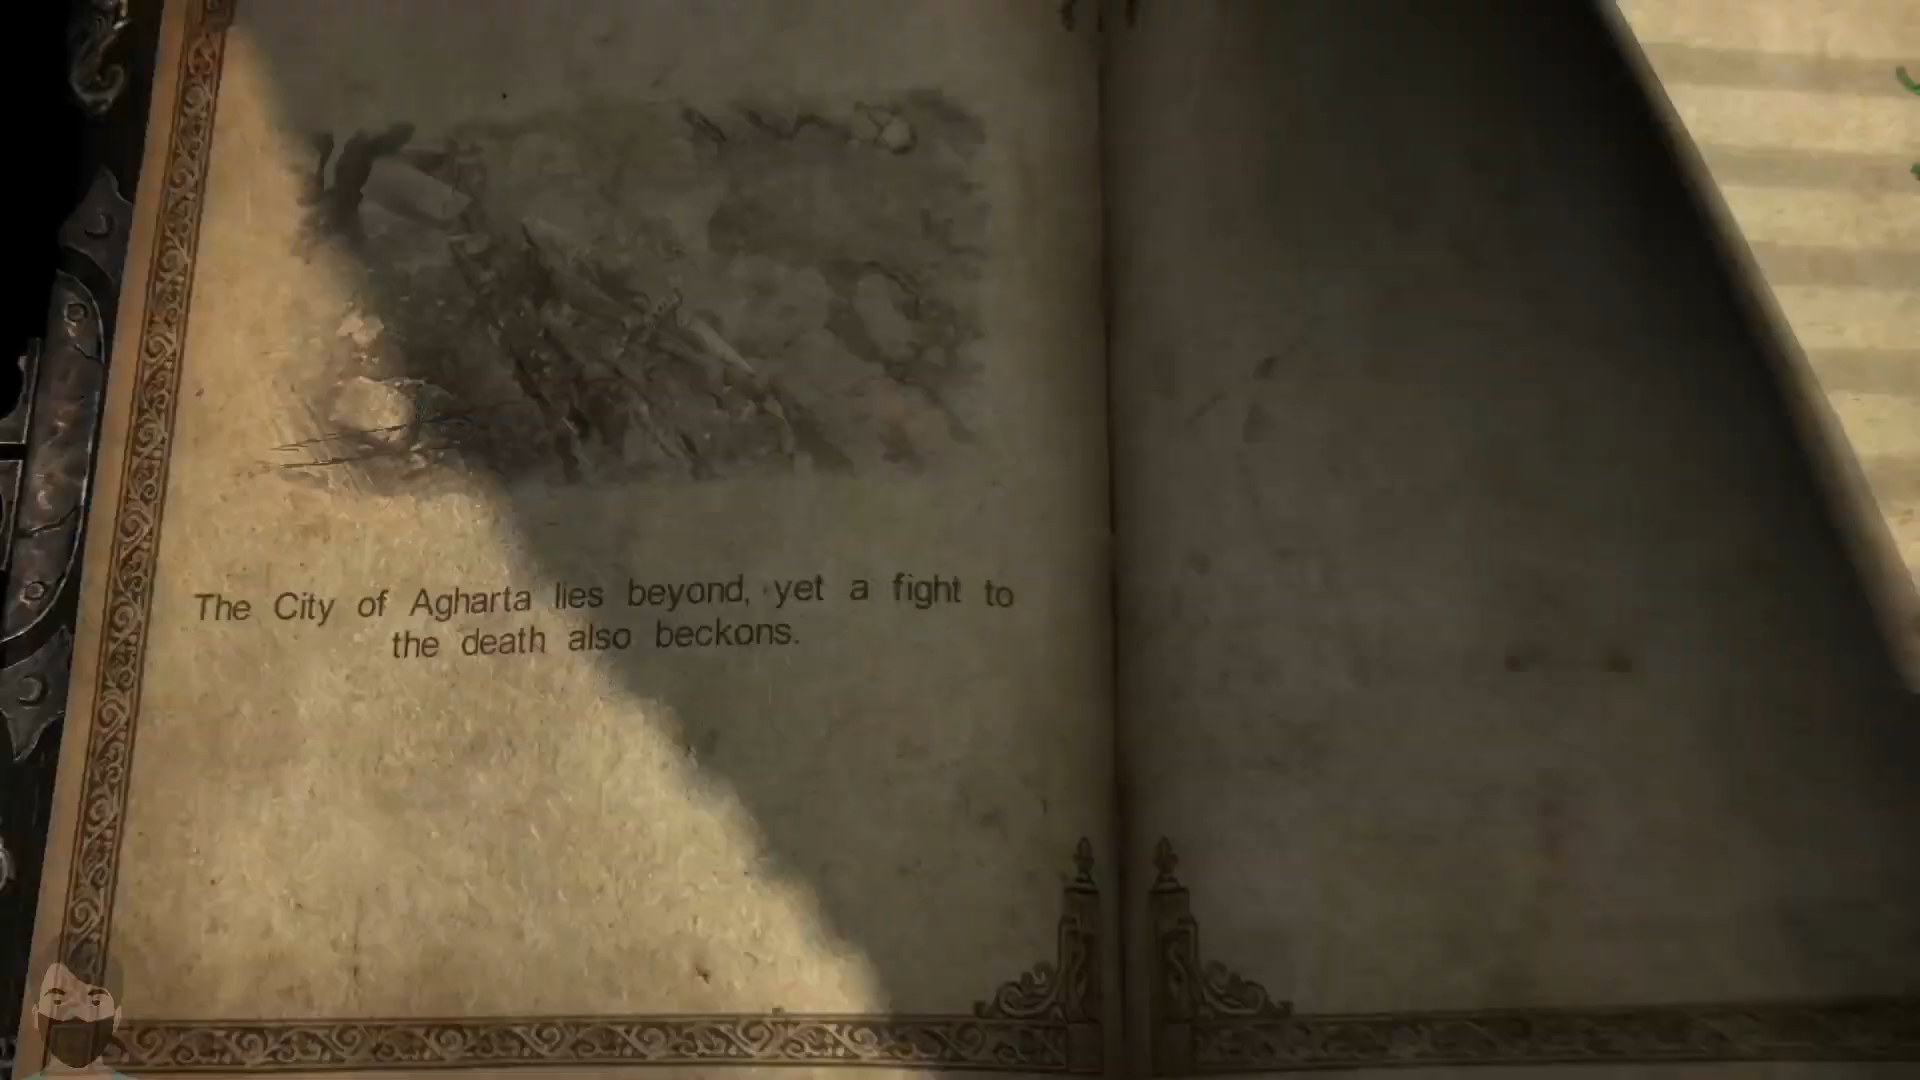 The City of Agharta lies beyond, yet a fight to
the death also beckons.